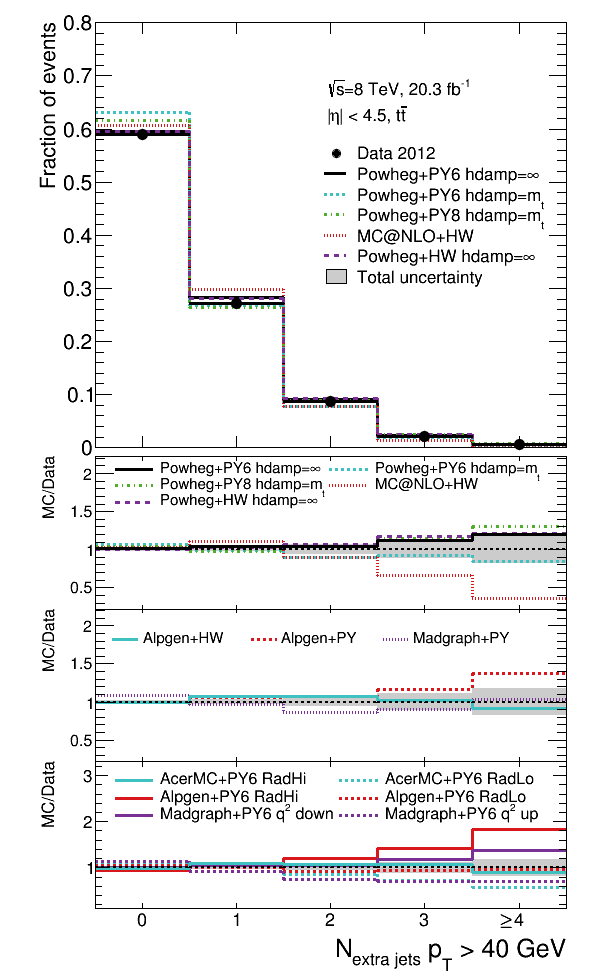 0.8
0.7
0.6
0.5
0.4
0.3
0.2
0.1
0
Fraction of events
√s=8 TeV, 20.3 fb⁻¹
|η| < 4.5, tt̄
Data 2012
Powheg+PY6 hdamp=∞
Powheg+PY6 hdamp=mₜ
Powheg+PY8 hdamp=mₜ
MC@NLO+HW
Powheg+HW hdamp=∞
Total uncertainty
MC/Data
2
1.5
1
0.5
Powheg+PY6 hdamp=∞ Powheg+PY6 hdamp=mₜ
Powheg+PY8 hdamp=mₜ MC@NLO+HW
Powheg+HW hdamp=∞
MC/Data
2
1.5
1
0.5
Alpgen+HW Alpgen+PY Madgraph+PY
MC/Data
3
2
1
AcerMC+PY6 RadHi AcerMC+PY6 RadLo
Alpgen+PY6 RadHi Alpgen+PY6 RadLo
Madgraph+PY6 q² down Madgraph+PY6 q² up
0 1 2 3 ≥4
N extra jets p_T > 40 GeV